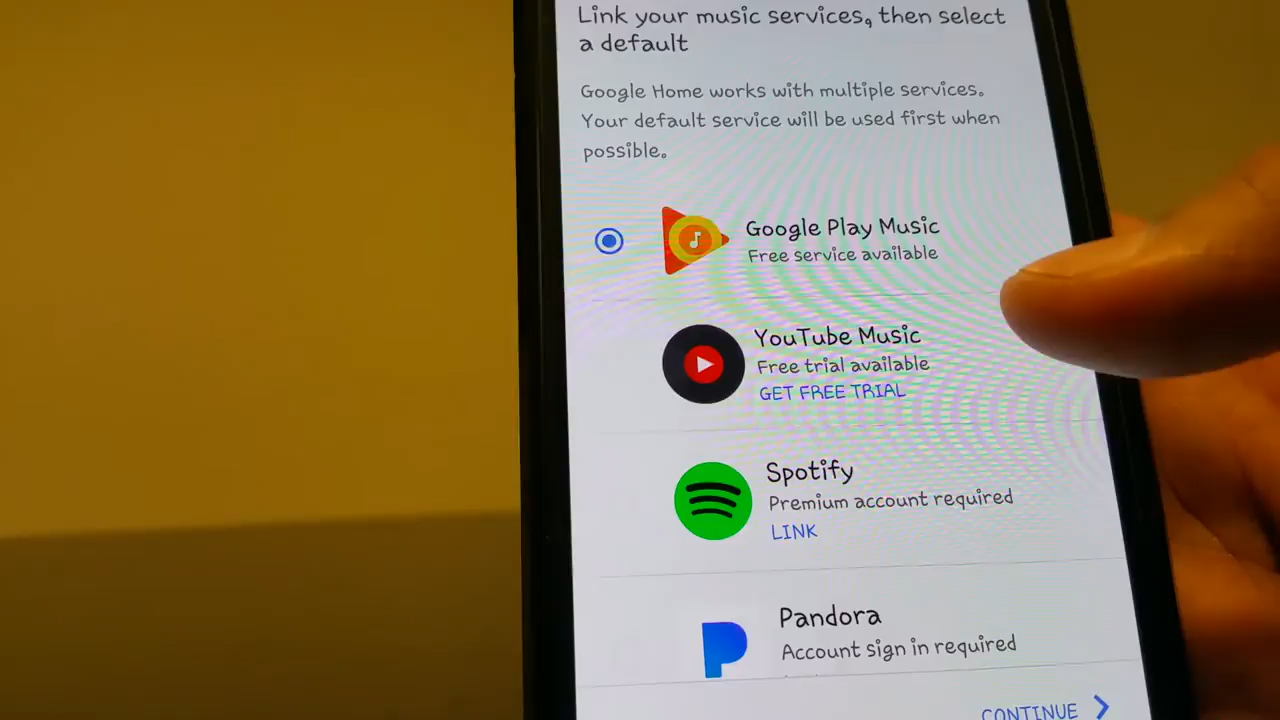 Link your music services, then select
a default
Google Home works with multiple services.
Your default service will be used first when
possible.
Google Play Music
Free service available
YouTube Music
Free trial available
GET FREE TRIAL
Spotify
Premium account required
LINK
Pandora
Account sign in required
CONTINUE